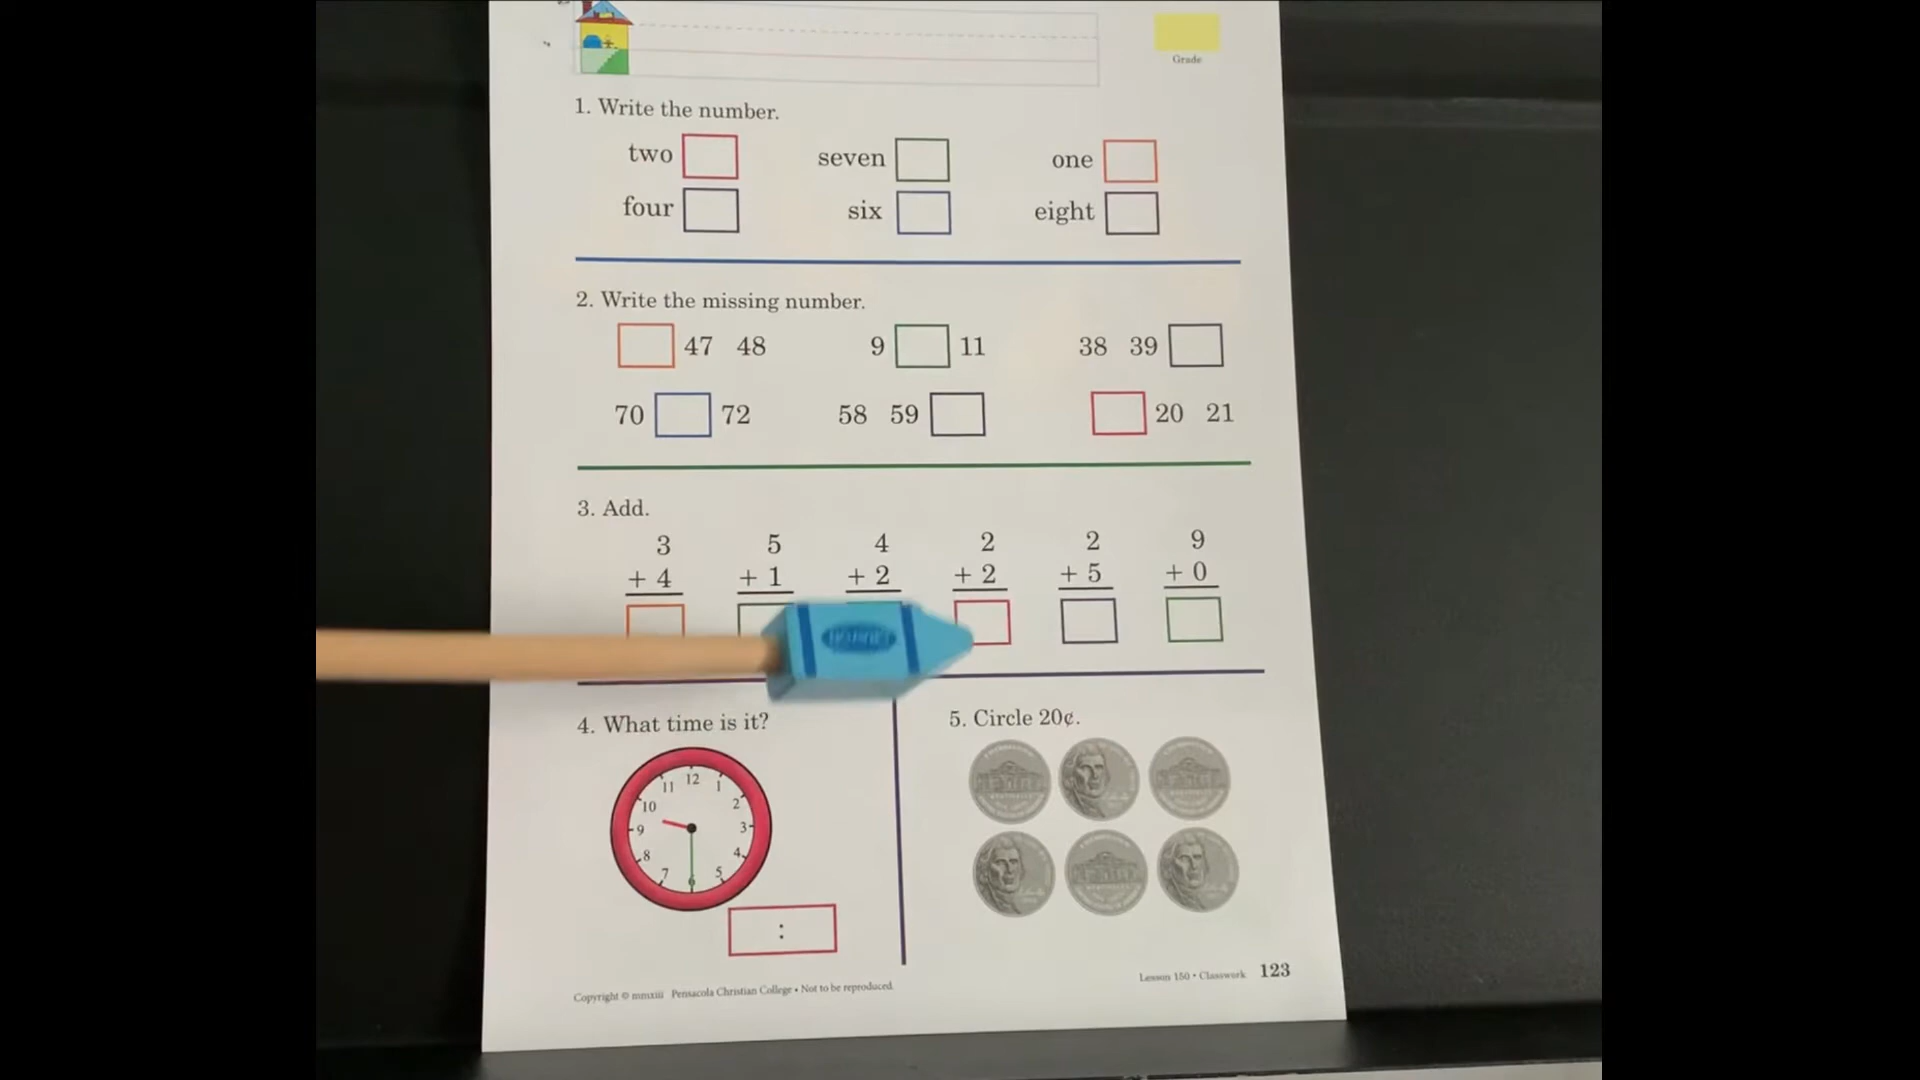 Grade
1. Write the number.
two seven one
four six eight
2. Write the missing number.
47 48 9 11 38 39
70 72 58 59 20 21
3. Add.
3 5 4 2 2 9
+ 4 + 1 + 2 + 2 + 5 + 0
4. What time is it?
5. Circle 20¢.
12
11 1
10 2
9 3
8 4
7 6 5
:
Lesson 150 • Classwork 123
Copyright © mmxiii Pensacola Christian College • Not to be reproduced